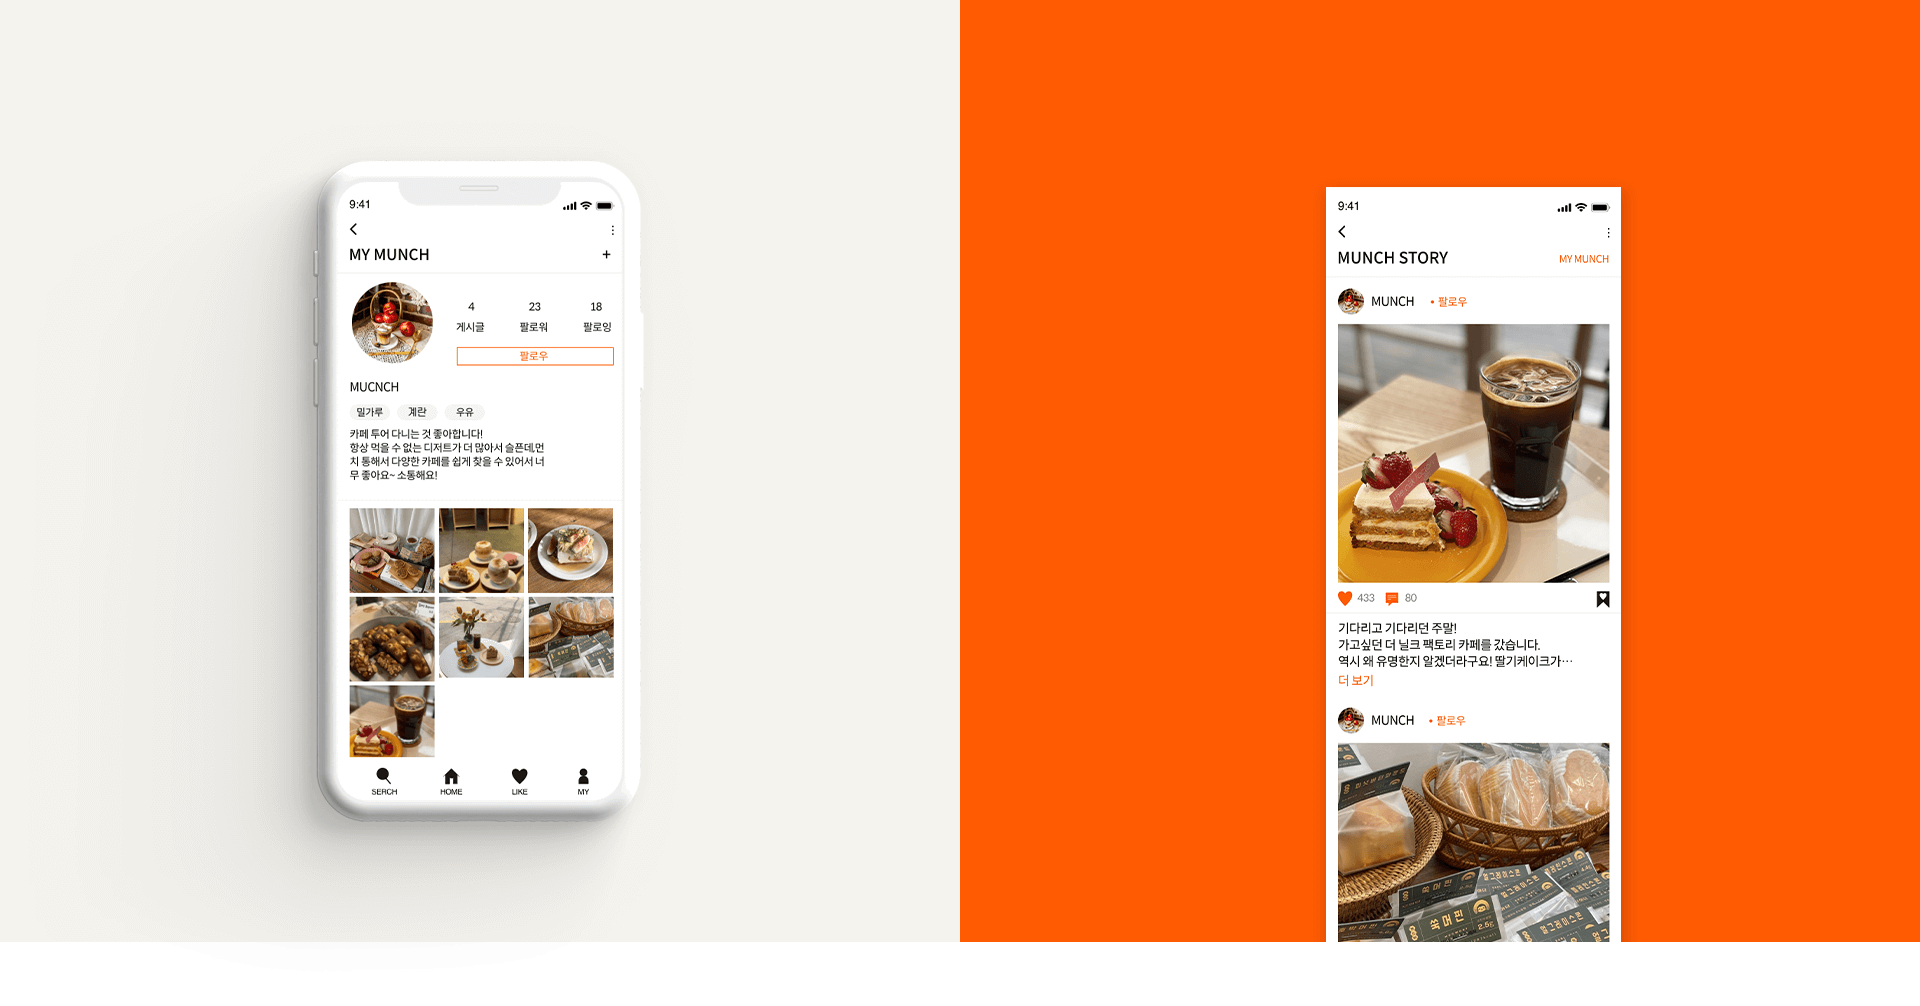 9:41
MY MUNCH
+
4 23 18
게시글 팔로워 팔로잉
팔로우
MUCNCH
밀가루 계란 우유
카페 투어 다니는 것 좋아합니다!
항상 먹을 수 없는 디저트가 더 많아서 슬픈데,먼
치 통해서 다양한 카페를 쉽게 찾을 수 있어서 너
무 좋아요~ 소통해요!
SERCH HOME LIKE MY
9:41
MUNCH STORY MY MUNCH
MUNCH • 팔로우
433 80
기다리고 기다리던 주말!
가고싶던 더 닐크 팩토리 카페를 갔습니다.
역시 왜 유명한지 알겠더라구요! 딸기케이크가…
더 보기
MUNCH • 팔로우
쑥머핀
2.5g